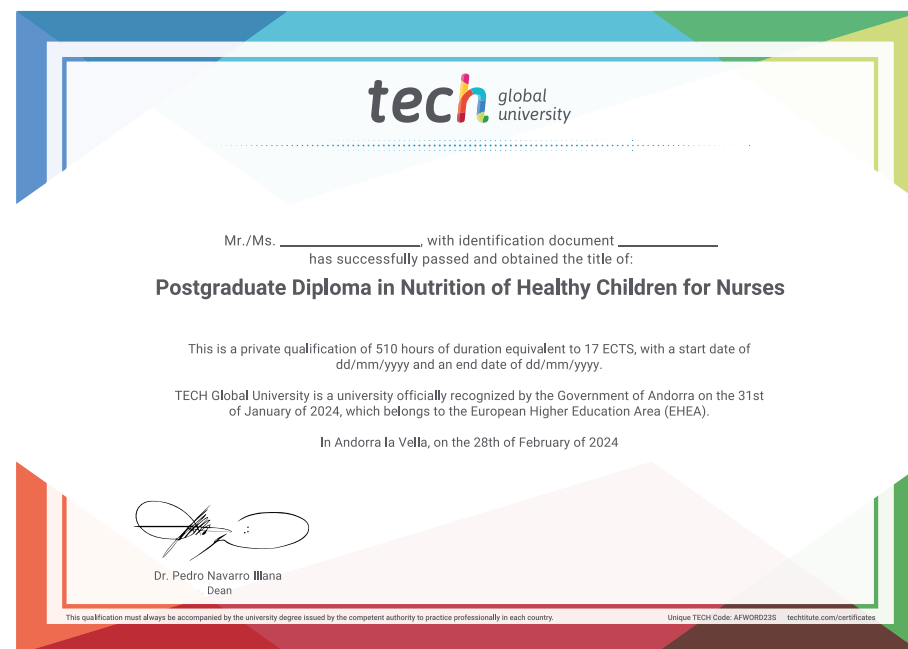 tech global university
Mr./Ms. ____________________, with identification document ______________
has successfully passed and obtained the title of:
Postgraduate Diploma in Nutrition of Healthy Children for Nurses
This is a private qualification of 510 hours of duration equivalent to 17 ECTS, with a start date of
dd/mm/yyyy and an end date of dd/mm/yyyy.
TECH Global University is a university officially recognized by the Government of Andorra on the 31st
of January of 2024, which belongs to the European Higher Education Area (EHEA).
In Andorra la Vella, on the 28th of February of 2024
Dr. Pedro Navarro Illana
Dean
This qualification must always be accompanied by the university degree issued by the competent authority to practice professionally in each country.
Unique TECH Code: AFWORD23S techtitute.com/certificates